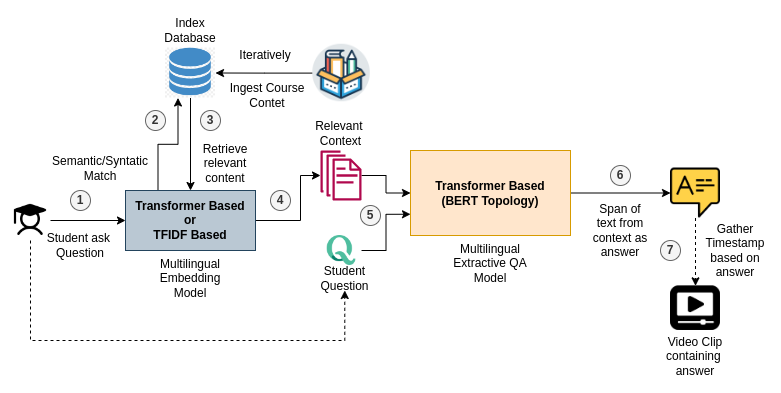 Index
Database
Iteratively
Ingest Course
Contet
2
3
Relevant
Context
Semantic/Syntatic
Match
Retrieve
relevant
content
Transformer Based
(BERT Topology)
6
A
1
Transformer Based
or
TFIDF Based
4
5
Student ask
Question
Multilingual
Embedding
Model
Q
Student
Question
Multilingual
Extractive QA
Model
Span of
text from
context as
answer
7
Gather
Timestamp
based on
answer
Video Clip
containing
answer